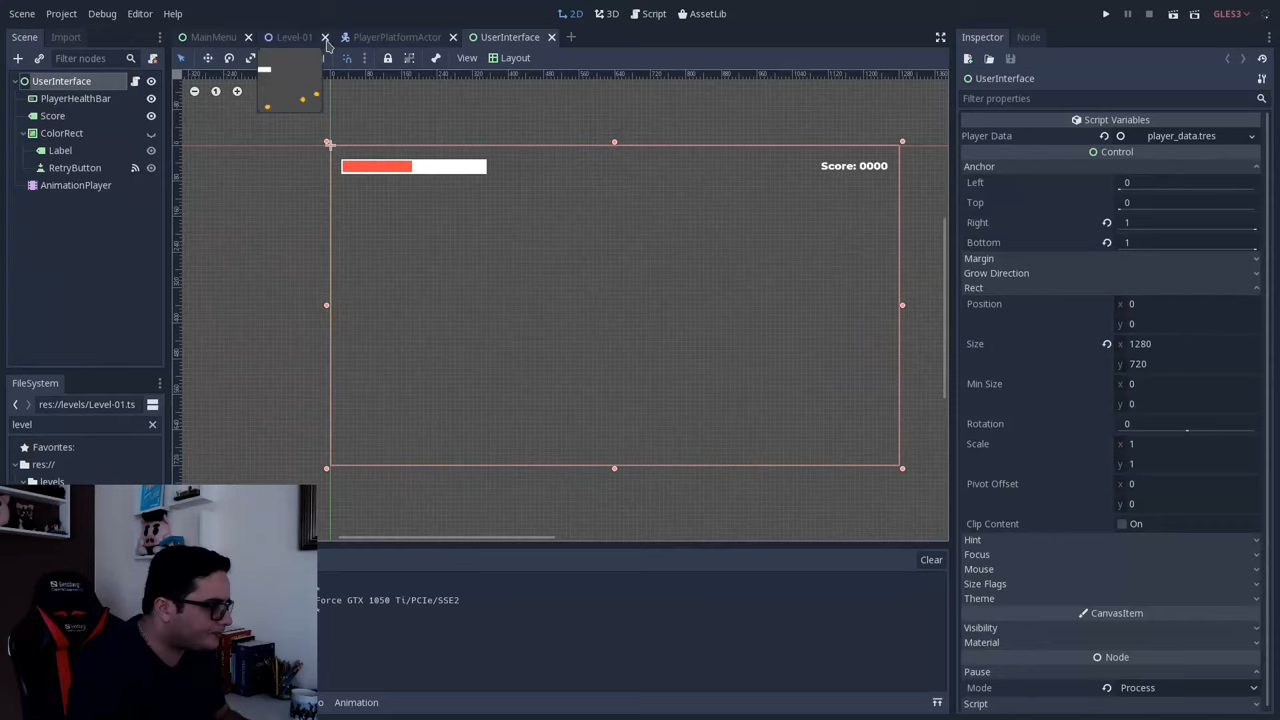 Scene Project Debug Editor Help
2D 3D Script AssetLib
GLES3
Scene Import
MainMenu Level-01 PlayerPlatformActor UserInterface
Inspector Node
Filter nodes
View Layout
UserInterface
PlayerHealthBar
Score
ColorRect
Label
RetryButton
AnimationPlayer
Score: 0000
UserInterface
Filter properties
Script Variables
Player Data player_data.tres
Control
Anchor
Left 0
Top 0
Right 1
Bottom 1
Margin
Grow Direction
Rect
Position x 0
y 0
Size x 1280
y 720
Min Size x 0
y 0
Rotation 0
Scale x 1
y 1
Pivot Offset x 0
y 0
Clip Content On
Hint
Focus
Mouse
Size Flags
Theme
CanvasItem
Visibility
Material
Node
Pause
Mode Process
Script
FileSystem
res://levels/Level-01.ts
level
Favorites:
res://
levels
Clear
Force GTX 1050 Ti/PCIe/SSE2
Animation